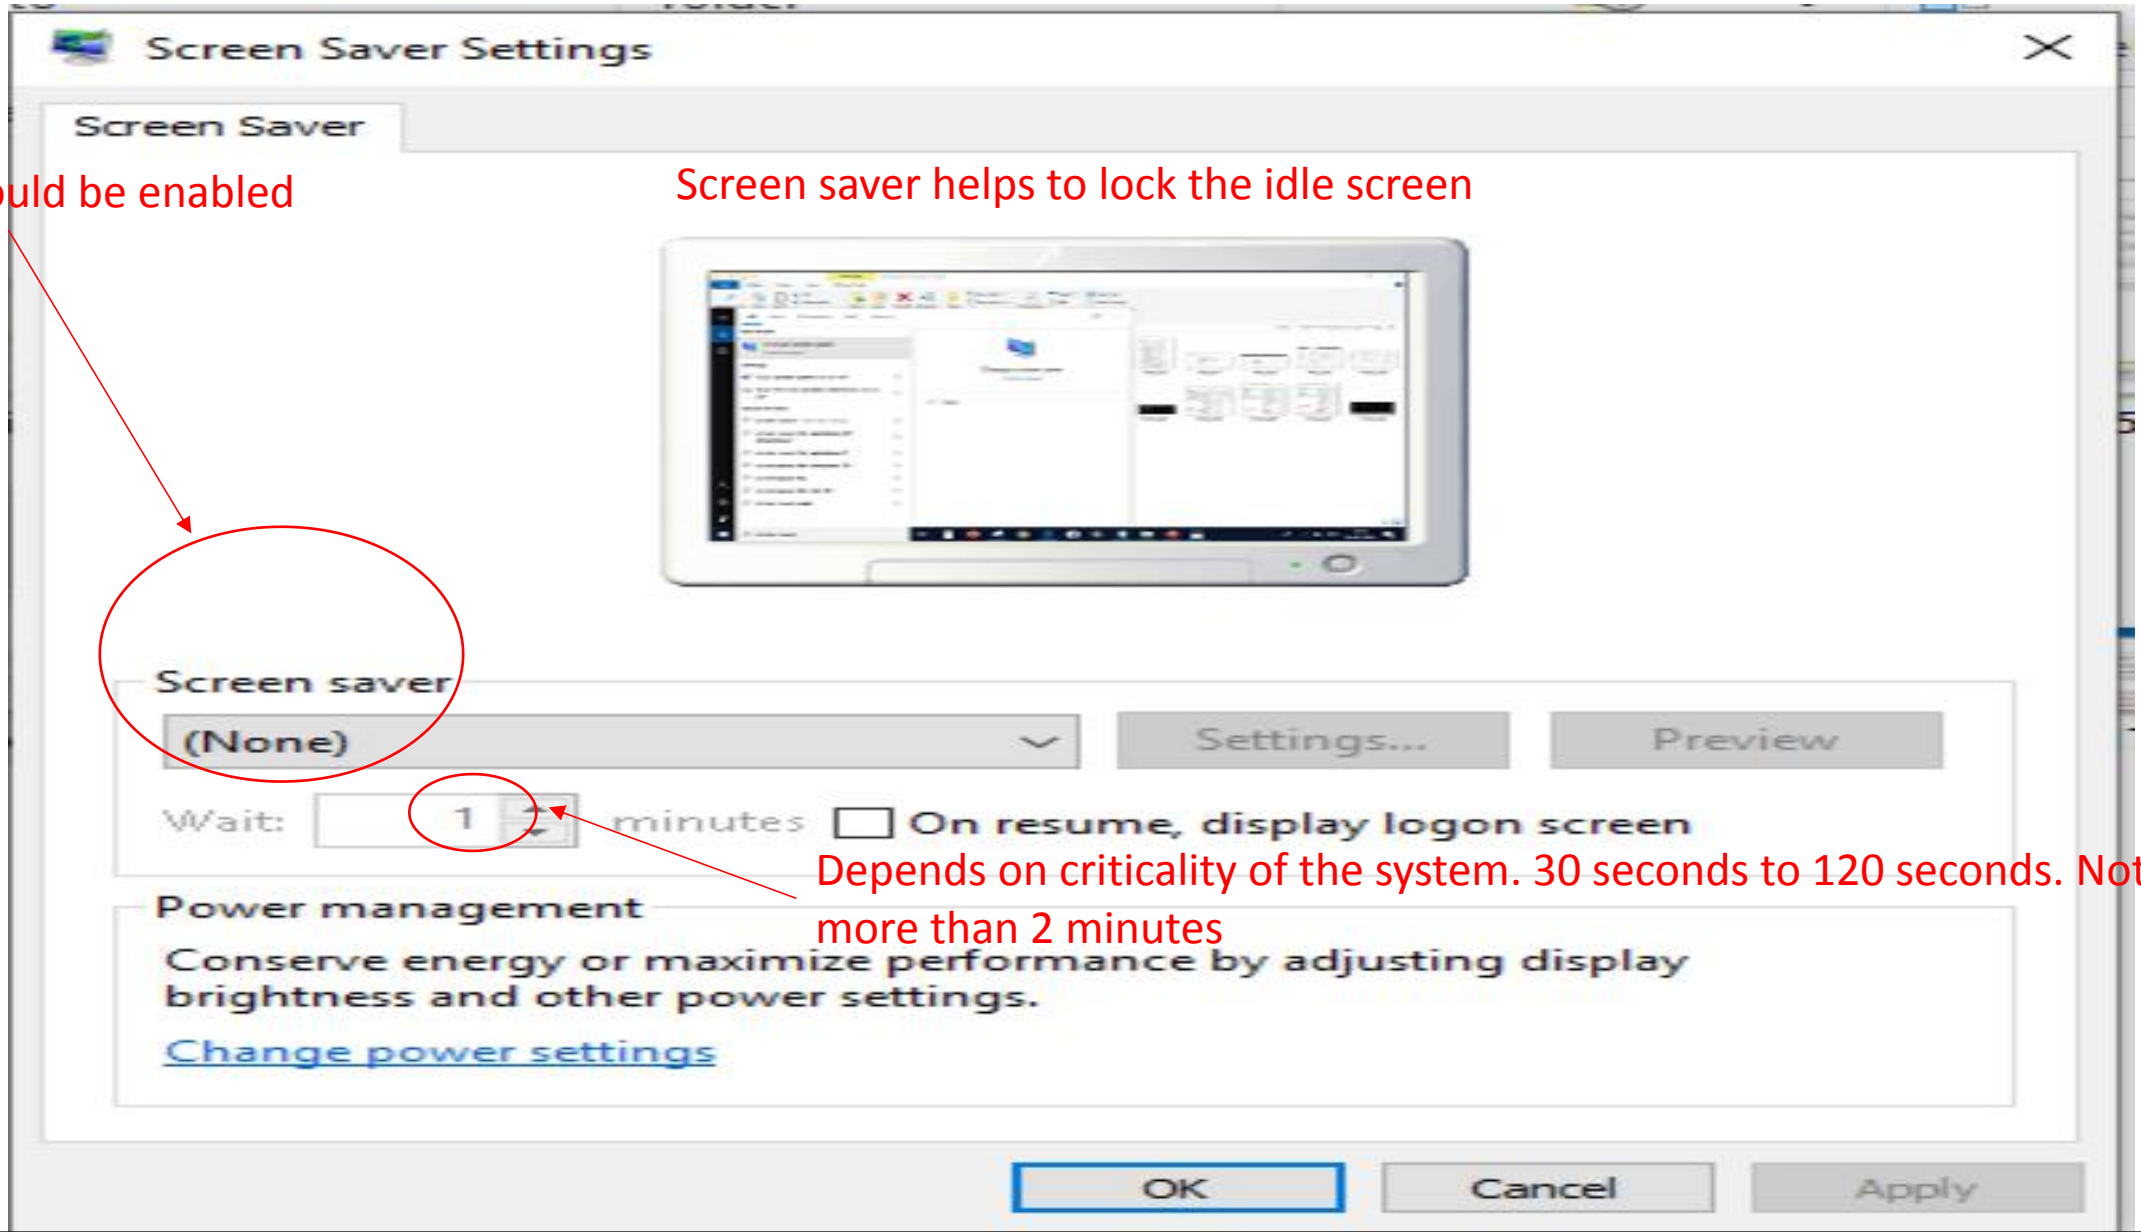 Screen Saver Settings
Screen Saver
be enabled
Screen saver helps to lock the idle screen
Screen saver
(None)
Settings...
Preview
Wait: 1 minutes On resume, display logon screen
Depends on criticality of the system. 30 seconds to 120 seconds. Not
more than 2 minutes
Power management
Conserve energy or maximize performance by adjusting display
brightness and other power settings.
Change power settings
OK
Cancel
Apply